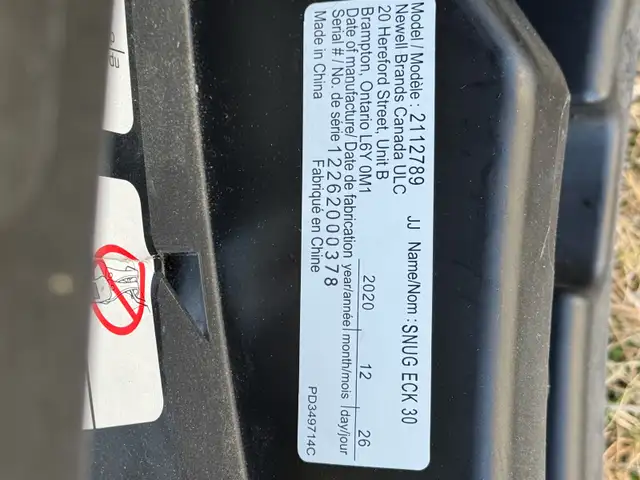 Model / Modèle : 2112789 JJ Name/Nom : SNUG ECK 30
Newell Brands Canada ULC
20 Hereford Street, Unit B
Brampton, Ontario L6Y 0M1 2020 12 26
Date of manufacture/ Date de fabrication year/année/ month/mois /day/jour
Serial # / No. de série 12262000378
Made in China Fabriqué en Chine PD349714C